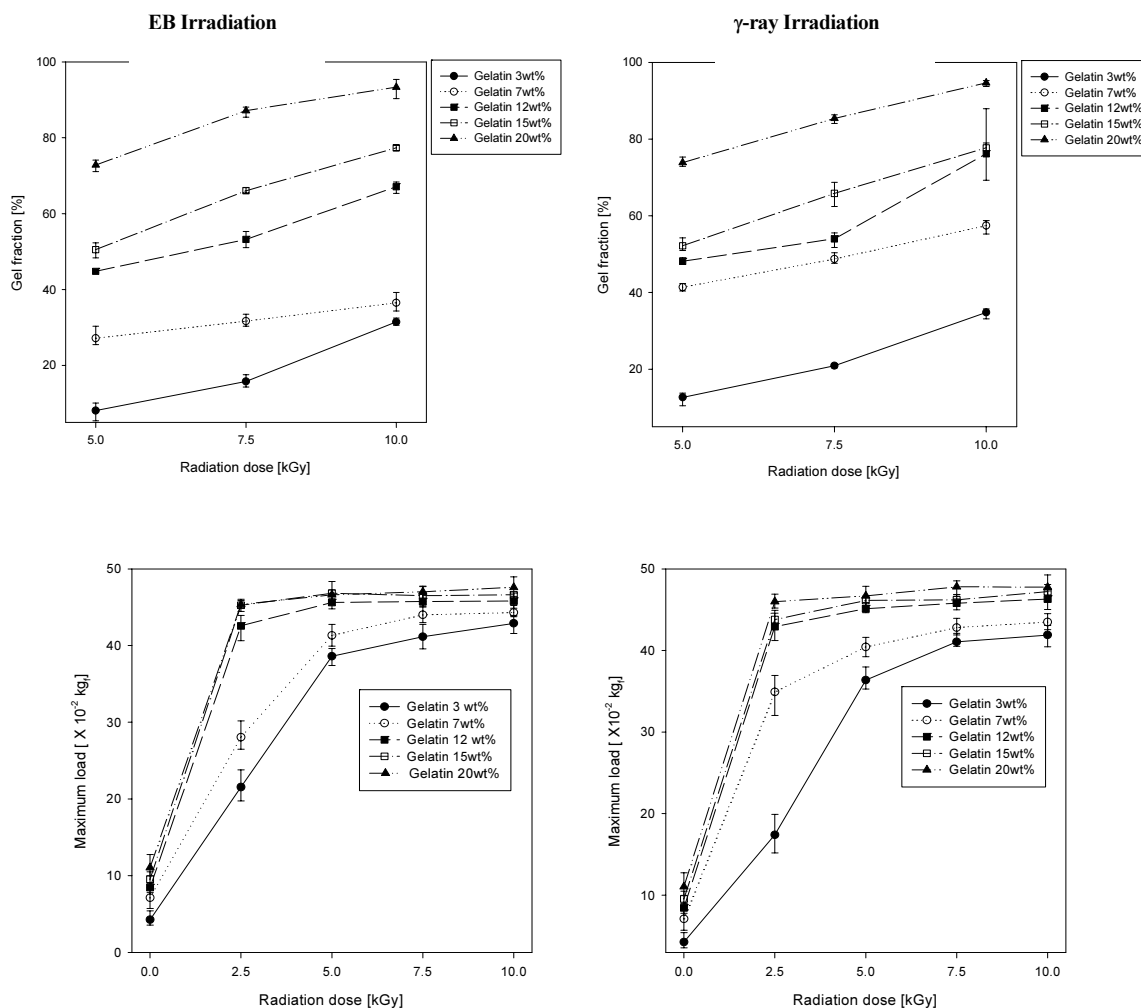 EB Irradiation
γ-ray Irradiation
100
80
60
40
20
Gel fraction [%]
5.0 7.5 10.0
Radiation dose [kGy]
Gelatin 3wt%
Gelatin 7wt%
Gelatin 12wt%
Gelatin 15wt%
Gelatin 20wt%
100
80
60
40
20
Gel fraction [%]
5.0 7.5 10.0
Radiation dose [kGy]
Gelatin 3wt%
Gelatin 7wt%
Gelatin 12wt%
Gelatin 15wt%
Gelatin 20wt%
50
40
30
20
10
0
Maximum load [ X 10⁻² kgf]
0.0 2.5 5.0 7.5 10.0
Radiation dose [kGy]
Gelatin 3 wt%
Gelatin 7wt%
Gelatin 12 wt%
Gelatin 15wt%
Gelatin 20wt%
50
40
30
20
10
Maximum load [ X10⁻² kgf]
0.0 2.5 5.0 7.5 10.0
Radiation dose [kGy]
Gelatin 3wt%
Gelatin 7wt%
Gelatin 12wt%
Gelatin 15wt%
Gelatin 20wt%